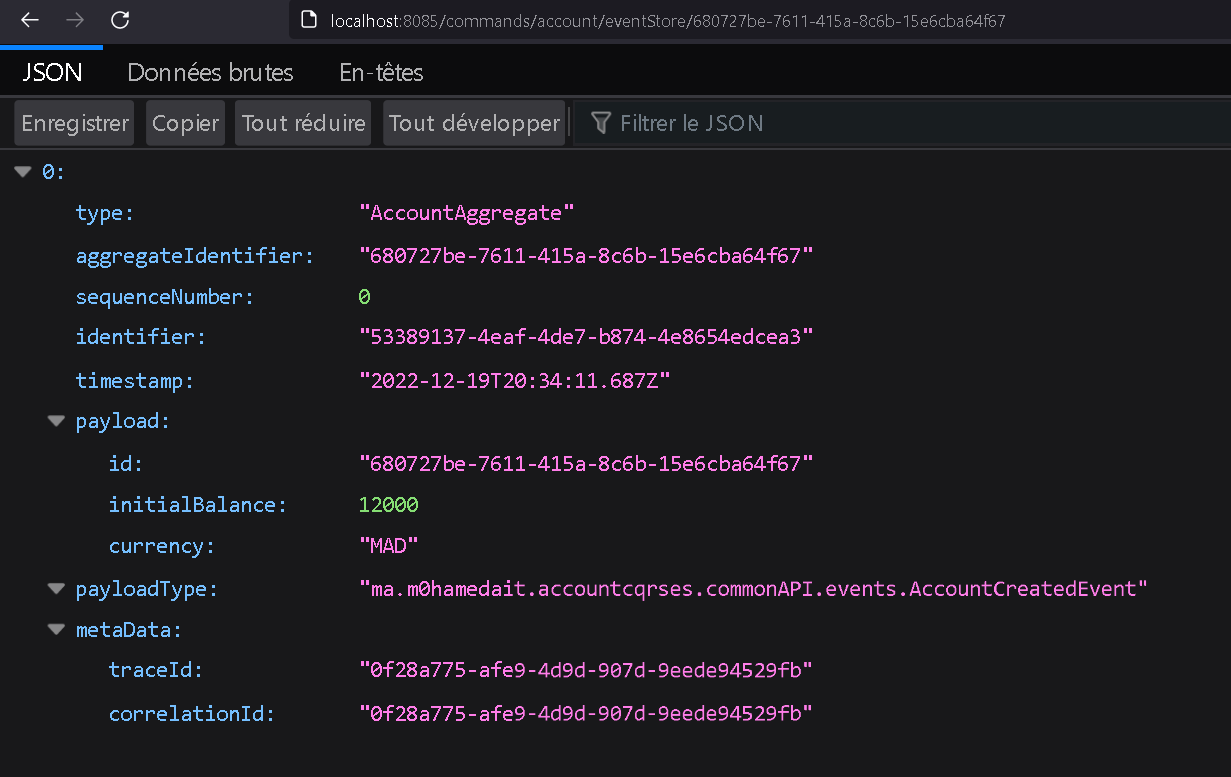 localhost:8085/commands/account/eventStore/680727be-7611-415a-8c6b-15e6cba64f67
JSON Données brutes En-têtes
Enregistrer Copier Tout réduire Tout développer Filtrer le JSON
0:
type: "AccountAggregate"
aggregateIdentifier: "680727be-7611-415a-8c6b-15e6cba64f67"
sequenceNumber: 0
identifier: "53389137-4eaf-4de7-b874-4e8654edcea3"
timestamp: "2022-12-19T20:34:11.687Z"
payload:
id: "680727be-7611-415a-8c6b-15e6cba64f67"
initialBalance: 12000
currency: "MAD"
payloadType: "ma.m0hamedait.accountcqrses.commonAPI.events.AccountCreatedEvent"
metaData:
traceId: "0f28a775-afe9-4d9d-907d-9eede94529fb"
correlationId: "0f28a775-afe9-4d9d-907d-9eede94529fb"